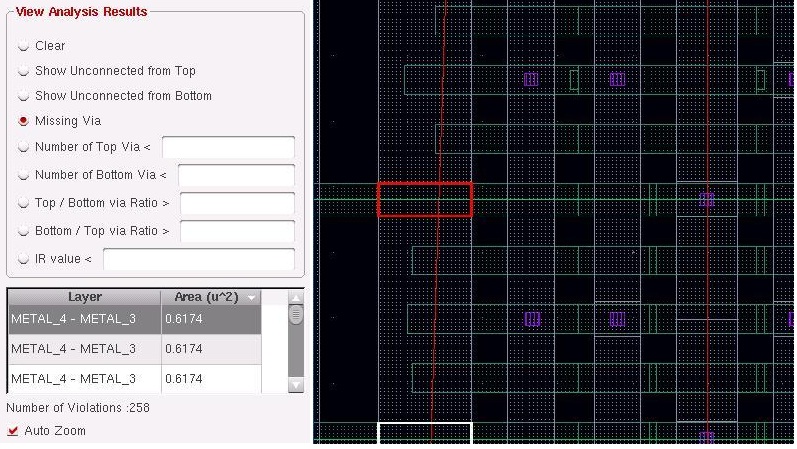 View Analysis Results
Clear
Show Unconnected from Top
Show Unconnected from Bottom
Missing Via
Number of Top Via <
Number of Bottom Via <
Top / Bottom via Ratio >
Bottom / Top via Ratio >
IR value <
Layer Area (u^2)
METAL_4 - METAL_3 0.6174
METAL_4 - METAL_3 0.6174
METAL_4 - METAL_3 0.6174
Number of Violations :258
Auto Zoom